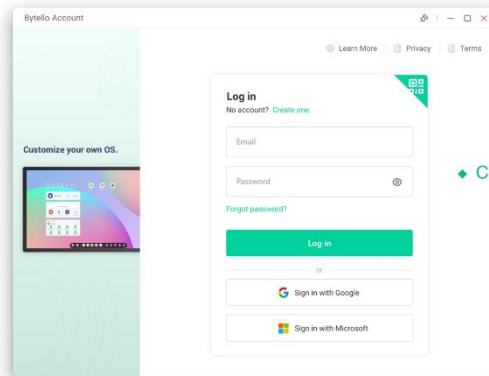 Bytello Account
Learn More Privacy Terms
Log in
No account? Create one
Customize your own OS.
Email
Password
Forgot password?
Log in
or
Sign in with Google
Sign in with Microsoft
C